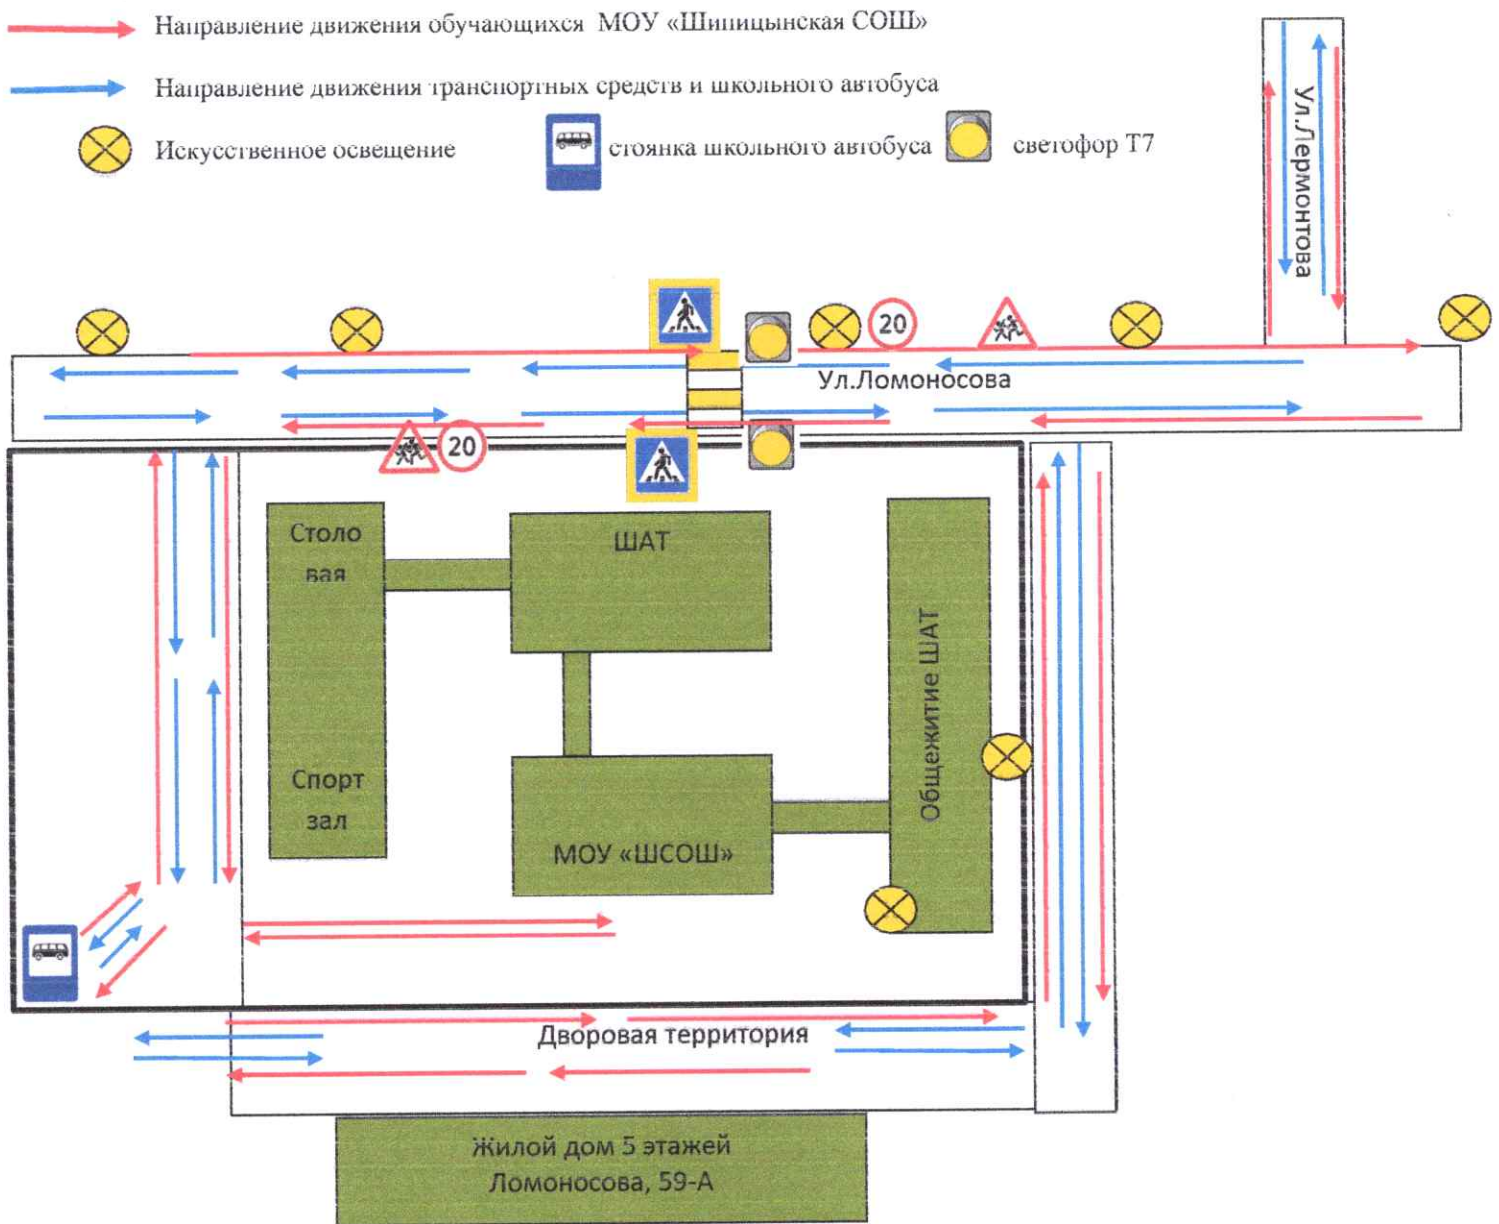 Направление движения обучающихся МОУ «Шипицынская СОШ»
Направление движения транспортных средств и школьного автобуса
Искусственное освещение
стоянка школьного автобуса
светофор Т7
Ул.Лермонтова
20
Ул.Ломоносова
20
Столо
вая
ШАТ
Общежитие ШАТ
Спорт
зал
МОУ «ШСОШ»
Дворовая территория
Жилой дом 5 этажей
Ломоносова, 59-А